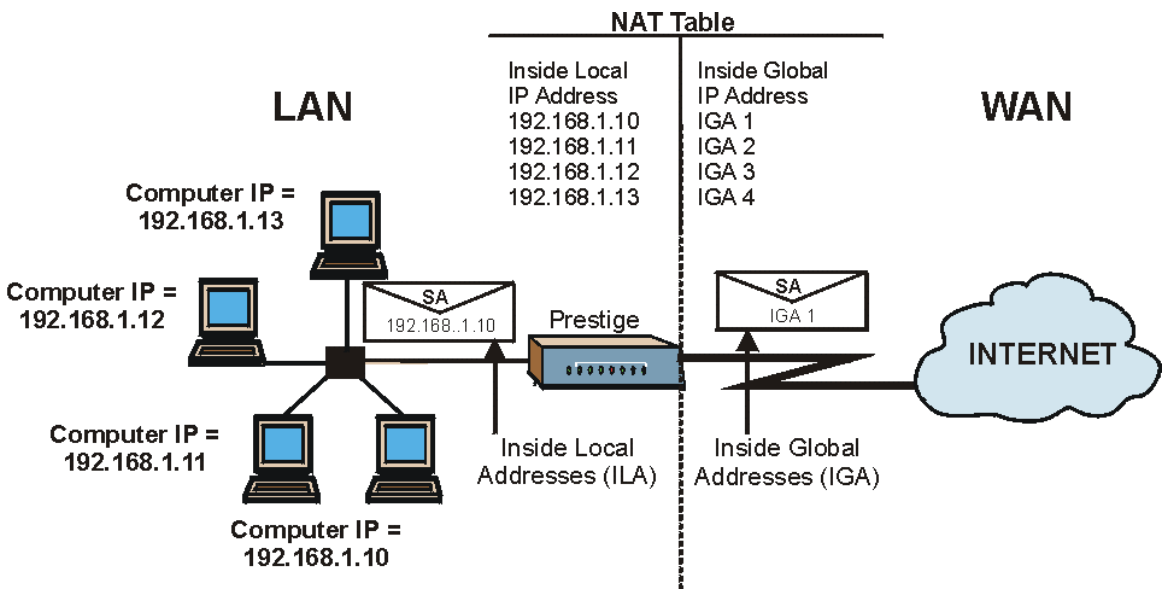 NAT Table
Inside Local
IP Address
192.168.1.10
192.168.1.11
192.168.1.12
192.168.1.13
Inside Global
IP Address
IGA 1
IGA 2
IGA 3
IGA 4
LAN
WAN
Computer IP =
192.168.1.13
Computer IP =
192.168.1.12
SA
192.168..1.10
Prestige
SA
IGA 1
INTERNET
Computer IP =
192.168.1.11
Inside Local
Addresses (ILA)
Inside Global
Addresses (IGA)
Computer IP =
192.168.1.10